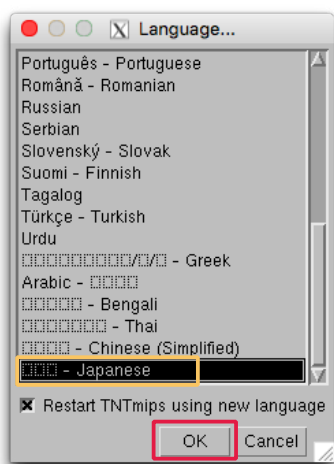 Language...
Português - Portuguese
Română - Romanian
Russian
Serbian
Slovenský - Slovak
Suomi - Finnish
Tagalog
Türkçe - Turkish
Urdu
□□□□□□□□□/□/□ - Greek
Arabic - □□□□
□□□□□ - Bengali
□□□□□□□ - Thai
□□□□ - Chinese (Simplified)
□□□ - Japanese
Restart TNTmips using new language
OK Cancel